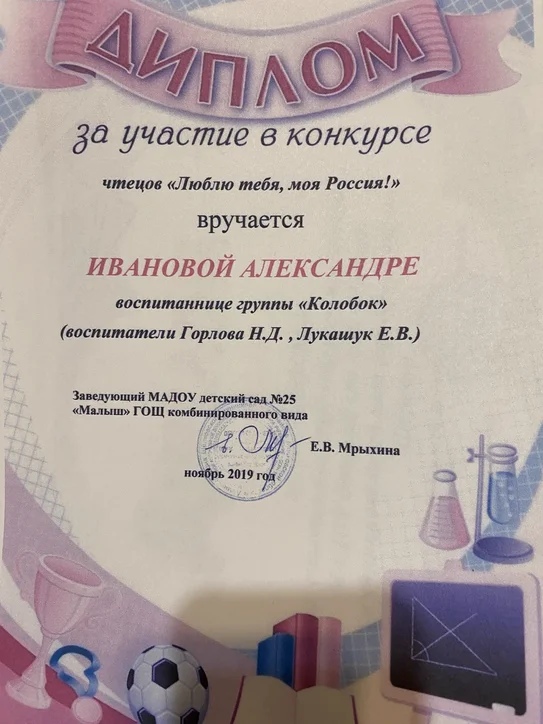 ДИПЛОМ
за участие в конкурсе
чтецов «Люблю тебя, моя Россия!»
вручается
ИВАНОВОЙ АЛЕКСАНДРЕ
воспитаннице группы «Колобок»
(воспитатели Горлова Н.Д. , Лукашук Е.В.)
Заведующий МАДОУ детский сад №25
«Малыш» ГОЩ комбинированного вида
Е.В. Мрыхина
ноябрь 2019 год